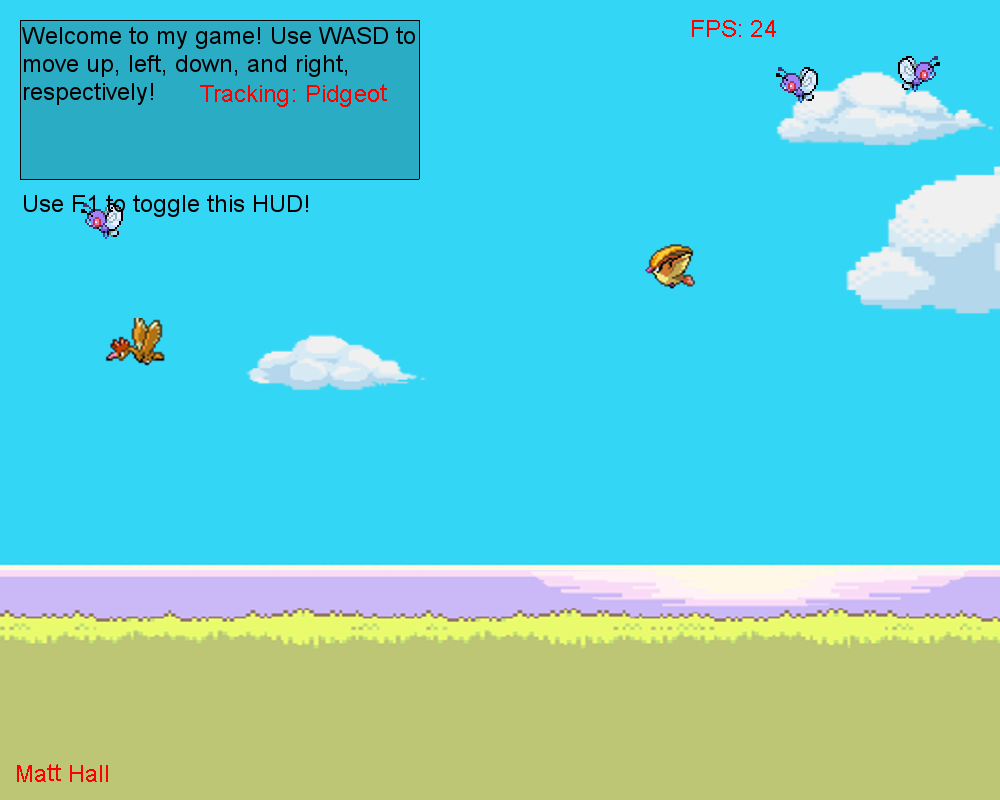 Welcome to my game! Use WASD to
move up, left, down, and right,
respectively!
Tracking: Pidgeot
Use F1 to toggle this HUD!
FPS: 24
Matt Hall